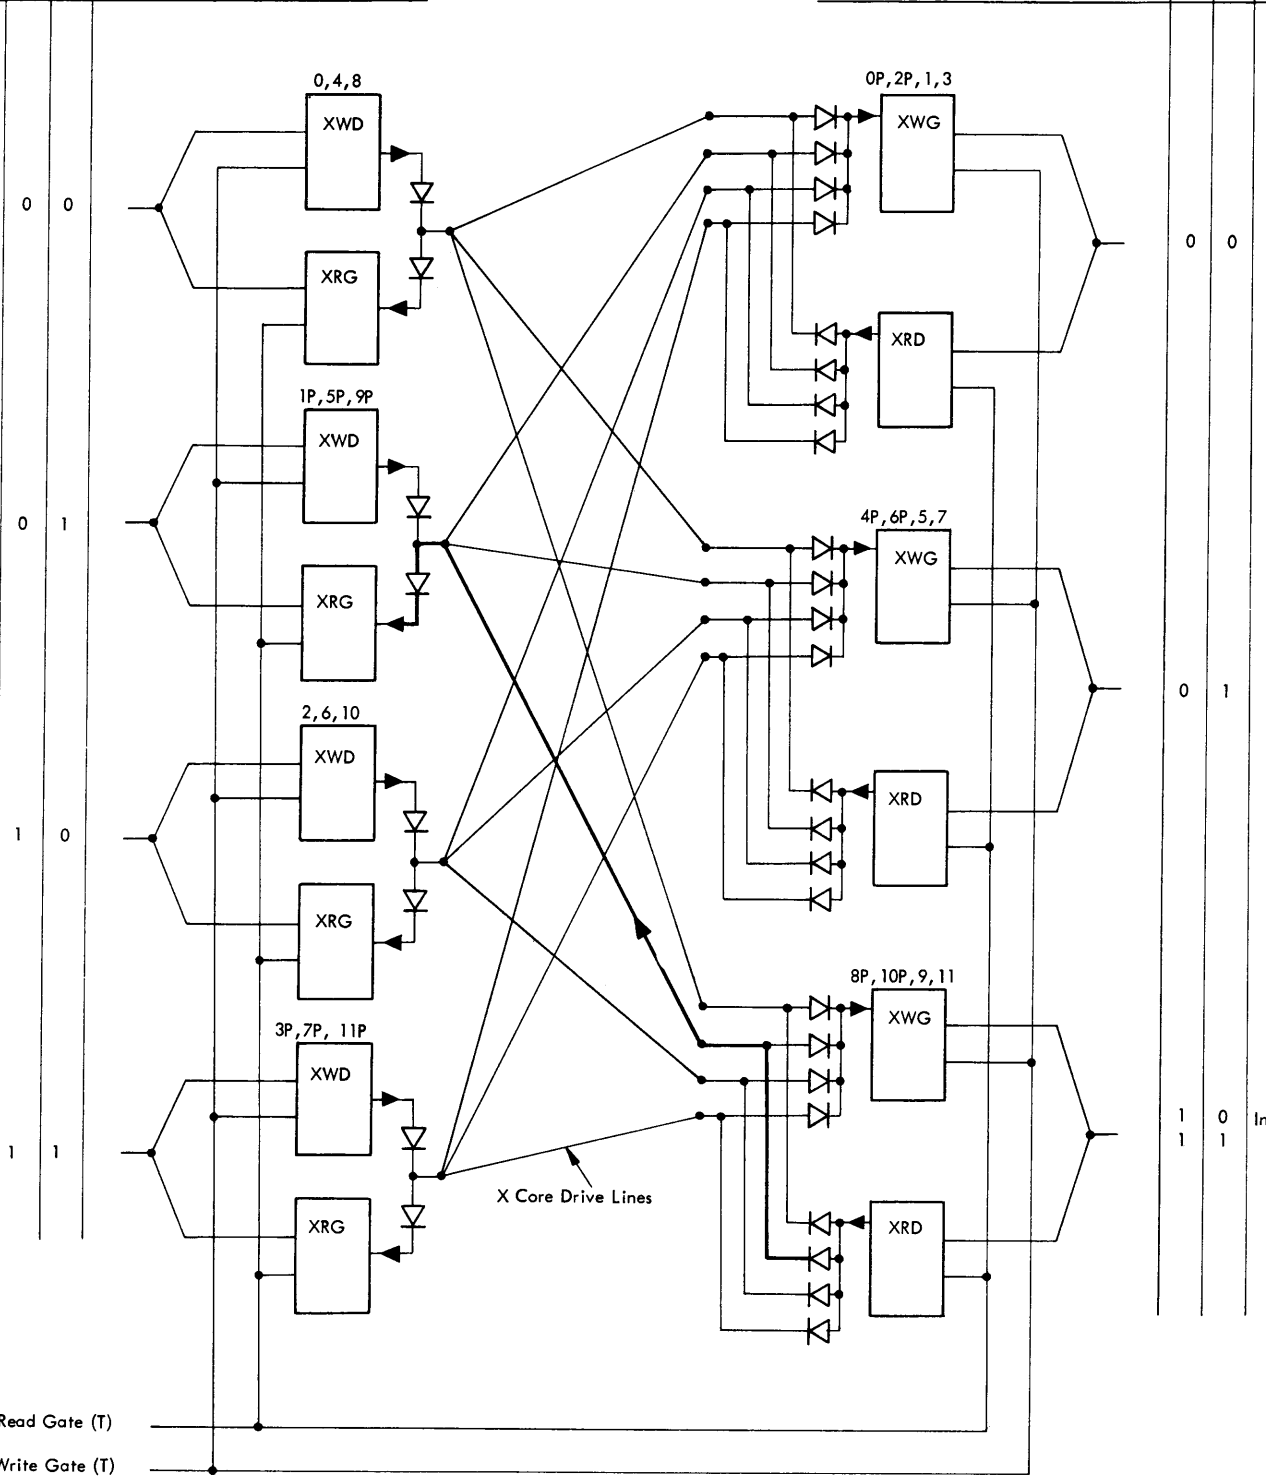 0,4,8
0P,2P,1,3
XWD
XWG
0 0
0 0
XRG
XRD
1P,5P,9P
XWD
0 1
XRG
4P,6P,5,7
XWG
0 1
2,6,10
XWD
XRD
1 0
XRG
8P,10P,9,11
XWG
3P,7P, 11P
XWD
1 0
1 1
1 1
X Core Drive Lines
XRG
XRD
Read Gate (T)
Write Gate (T)